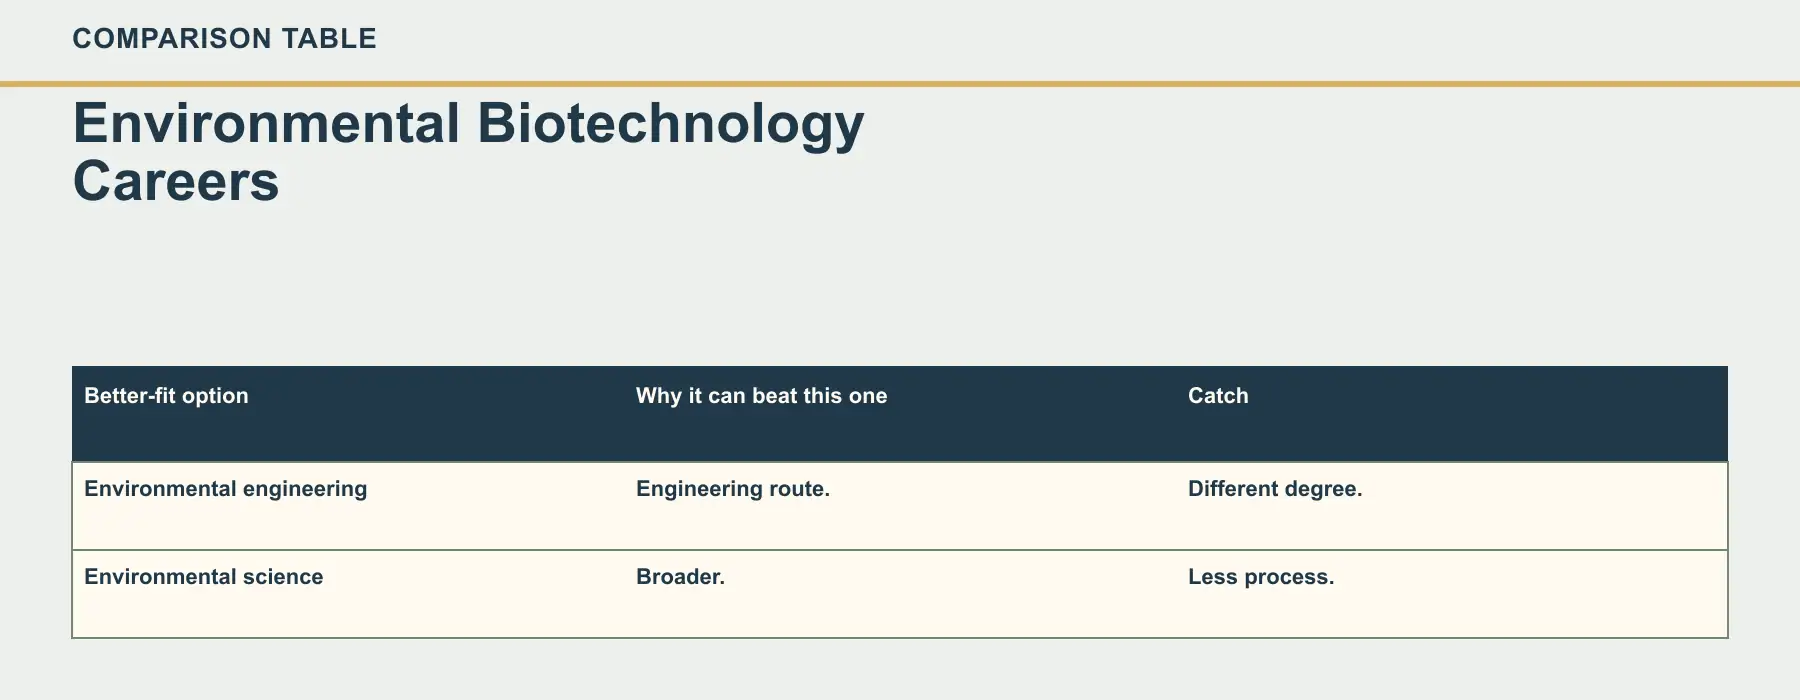 COMPARISON TABLE
Environmental Biotechnology
Careers
Better-fit option Why it can beat this one Catch
Environmental engineering Engineering route. Different degree.
Environmental science Broader. Less process.